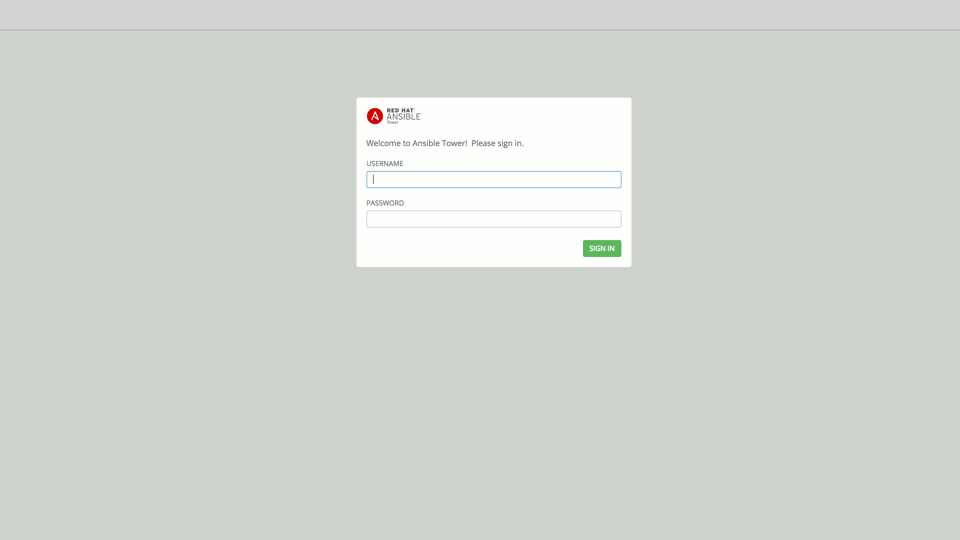 RED HAT
ANSIBLE
Tower
Welcome to Ansible Tower! Please sign in.
USERNAME
PASSWORD
SIGN IN